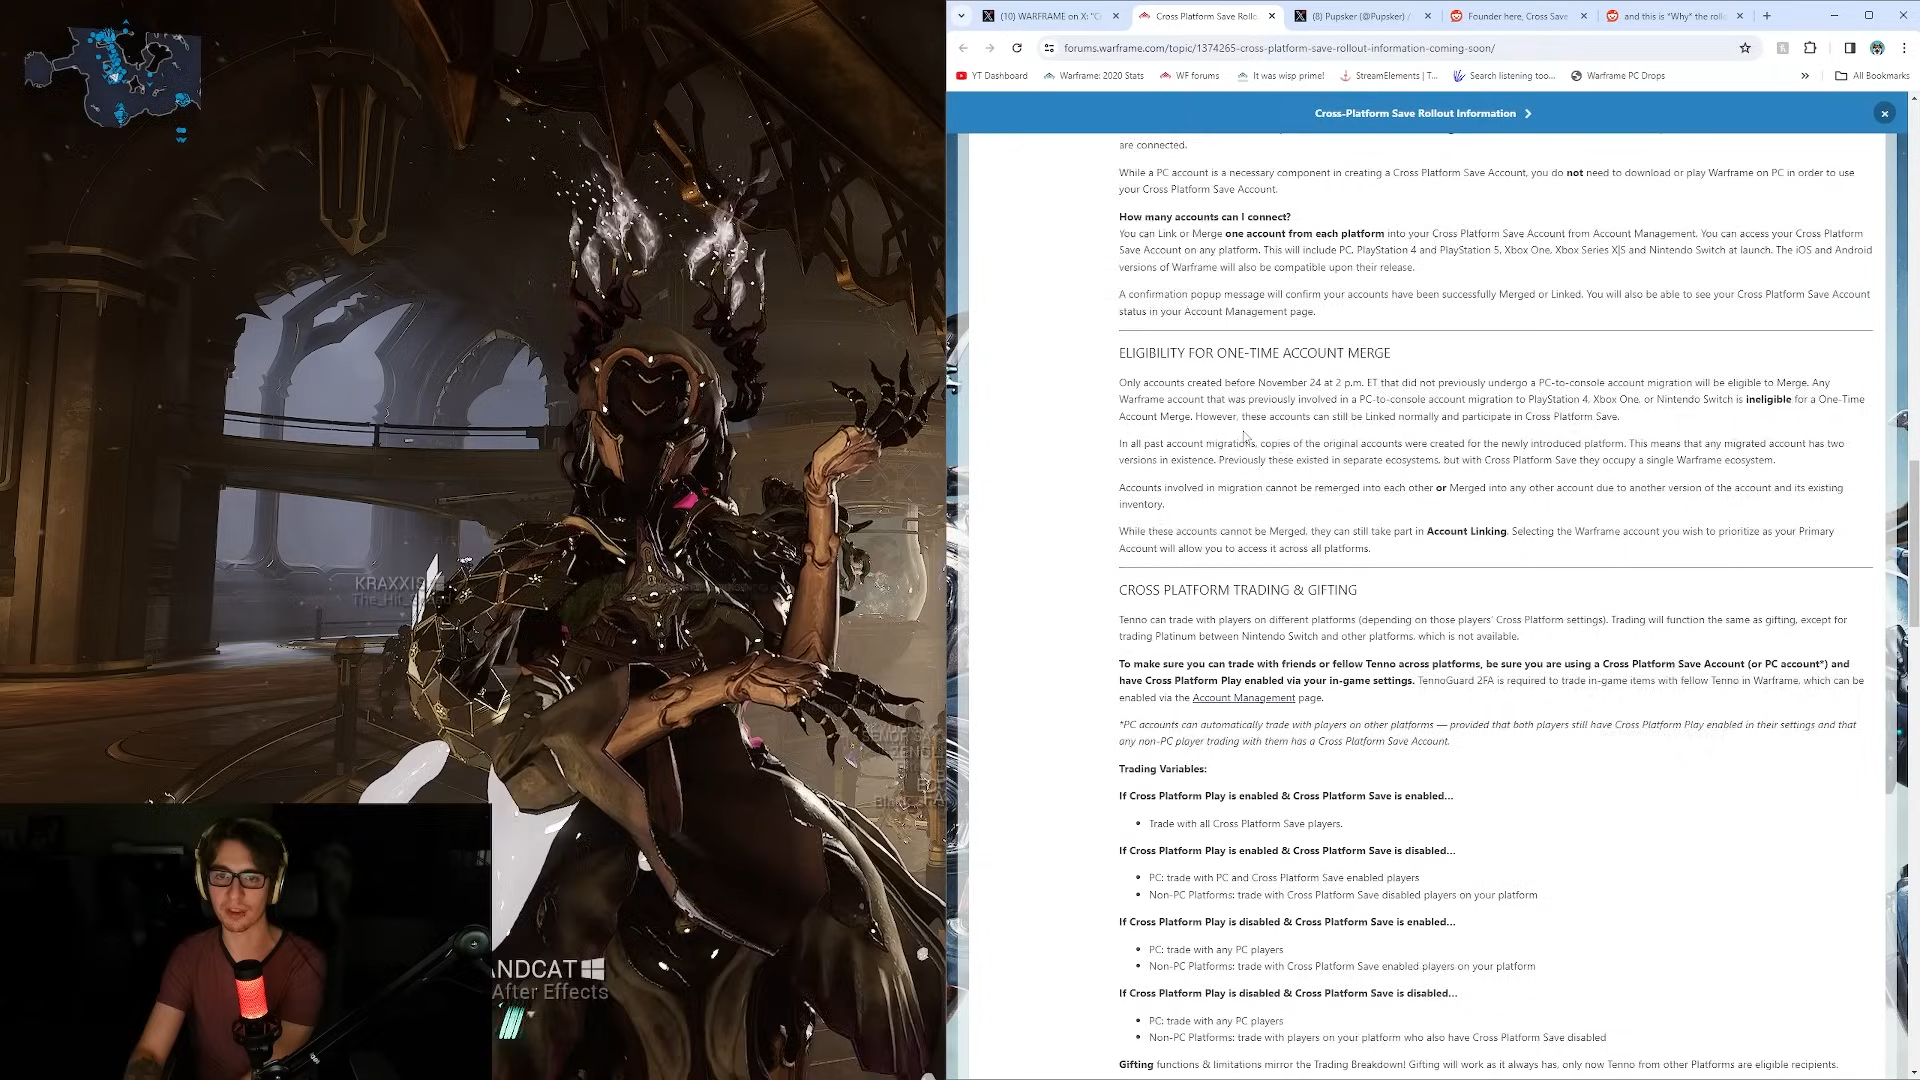 (10) WARFRAME on X: "C
Cross Platform Save Rollo
(8) Pupsker (@Pupsker) /
Founder here, Cross Save
and this is *Why* the roll
forums.warframe.com/topic/1374265-cross-platform-save-rollout-information-coming-soon/
YT Dashboard
Warframe: 2020 Stats
WF forums
It was wisp prime!
StreamElements | T...
Search listening too...
Warframe PC Drops
»
All Bookmarks
Cross-Platform Save Rollout Information
are connected.
While a PC account is a necessary component in creating a Cross Platform Save Account, you do not need to download or play Warframe on PC in order to use
your Cross Platform Save Account.
How many accounts can I connect?
You can Link or Merge one account from each platform into your Cross Platform Save Account from Account Management. You can access your Cross Platform
Save Account on any platform. This will include PC, PlayStation 4 and PlayStation 5, Xbox One, Xbox Series X|S and Nintendo Switch at launch. The iOS and Android
versions of Warframe will also be compatible upon their release.
A confirmation popup message will confirm your accounts have been successfully Merged or Linked. You will also be able to see your Cross Platform Save Account
status in your Account Management page.
ELIGIBILITY FOR ONE-TIME ACCOUNT MERGE
Only accounts created before November 24 at 2 p.m. ET that did not previously undergo a PC-to-console account migration will be eligible to Merge. Any
Warframe account that was previously involved in a PC-to-console account migration to PlayStation 4, Xbox One, or Nintendo Switch is ineligible for a One-Time
Account Merge. However, these accounts can still be Linked normally and participate in Cross Platform Save.
In all past account migrations, copies of the original accounts were created for the newly introduced platform. This means that any migrated account has two
versions in existence. Previously these existed in separate ecosystems, but with Cross Platform Save they occupy a single Warframe ecosystem.
Accounts involved in migration cannot be remerged into each other or Merged into any other account due to another version of the account and its existing
inventory.
While these accounts cannot be Merged, they can still take part in Account Linking. Selecting the Warframe account you wish to prioritize as your Primary
Account will allow you to access it across all platforms.
CROSS PLATFORM TRADING & GIFTING
Tenno can trade with players on different platforms (depending on those players' Cross Platform settings). Trading will function the same as gifting, except for
trading Platinum between Nintendo Switch and other platforms, which is not available.
To make sure you can trade with friends or fellow Tenno across platforms, be sure you are using a Cross Platform Save Account (or PC account*) and
have Cross Platform Play enabled via your in-game settings. TennoGuard 2FA is required to trade in-game items with fellow Tenno in Warframe, which can be
enabled via the Account Management page.
*PC accounts can automatically trade with players on other platforms — provided that both players still have Cross Platform Play enabled in their settings and that
any non-PC player trading with them has a Cross Platform Save Account.
Trading Variables:
If Cross Platform Play is enabled & Cross Platform Save is enabled...
• Trade with all Cross Platform Save players.
If Cross Platform Play is enabled & Cross Platform Save is disabled...
• PC: trade with PC and Cross Platform Save enabled players
• Non-PC Platforms: trade with Cross Platform Save disabled players on your platform
If Cross Platform Play is disabled & Cross Platform Save is enabled...
• PC: trade with any PC players
• Non-PC Platforms: trade with Cross Platform Save enabled players on your platform
If Cross Platform Play is disabled & Cross Platform Save is disabled...
• PC: trade with any PC players
• Non-PC Platforms: trade with players on your platform who also have Cross Platform Save disabled
Gifting functions & limitations mirror the Trading Breakdown! Gifting will work as it always has, only now Tenno from other Platforms are eligible recipients.
KRAXXIS
NDCAT
After Effects